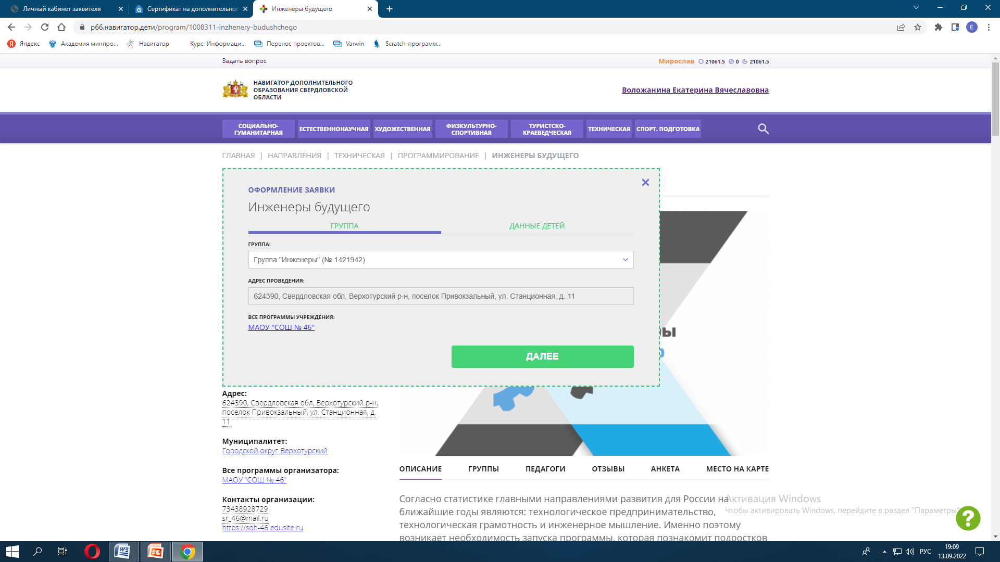 Личный кабинет заявителя
Сертификат на дополнительное
Инженеры будущего
р66.навигатор.дети/program/1008311-inzhenery-budushchego
E
Я Яндекс
Академия минпро...
Навигатор
Курс: Информаци...
Перенос проектов...
Varwin
Scratch-программ...
Задать вопрос
Мирослав 21061.5 0 21061.5
НАВИГАТОР ДОПОЛНИТЕЛЬНОГО
ОБРАЗОВАНИЯ СВЕРДЛОВСКОЙ
ОБЛАСТИ
Воложанина Екатерина Вячеславовна
СОЦИАЛЬНО-
ГУМАНИТАРНАЯ
ЕСТЕСТВЕННОНАУЧНАЯ
ХУДОЖЕСТВЕННАЯ
ФИЗКУЛЬТУРНО-
СПОРТИВНАЯ
ТУРИСТСКО-
КРАЕВЕДЧЕСКАЯ
ТЕХНИЧЕСКАЯ
СПОРТ. ПОДГОТОВКА
ГЛАВНАЯ | НАПРАВЛЕНИЯ | ТЕХНИЧЕСКАЯ | ПРОГРАММИРОВАНИЕ | ИНЖЕНЕРЫ БУДУЩЕГО
ОФОРМЛЕНИЕ ЗАЯВКИ
Инженеры будущего
ГРУППА
ДАННЫЕ ДЕТЕЙ
ГРУППА:
Группа "Инженеры" (№ 1421942)
АДРЕС ПРОВЕДЕНИЯ:
624390, Свердловская обл, Верхотурский р-н, поселок Привокзальный, ул. Станционная, д. 11
ВСЕ ПРОГРАММЫ УЧРЕЖДЕНИЯ:
МАОУ "СОШ № 46"
ДАЛЕЕ
ры
Адрес:
624390, Свердловская обл, Верхотурский р-н,
поселок Привокзальный, ул. Станционная, д.
11
Муниципалитет:
Городской округ Верхотурский
Все программы организатора:
МАОУ "СОШ № 46"
Контакты организации:
73438928729
sr_46@mail.ru
https://soh-46.edusite.ru
ОПИСАНИЕ
ГРУППЫ
ПЕДАГОГИ
ОТЗЫВЫ
АНКЕТА
МЕСТО НА КАРТЕ
Согласно статистике главными направлениями развития для России на
ближайшие годы являются: технологическое предпринимательство,
технологическая грамотность и инженерное мышление. Именно поэтому
возникает необходимость запуска программы, которая познакомит подростков
Активация Windows
Чтобы активировать Windows, перейдите в раздел "Параметры"
?
РУС
19:09
13.09.2022